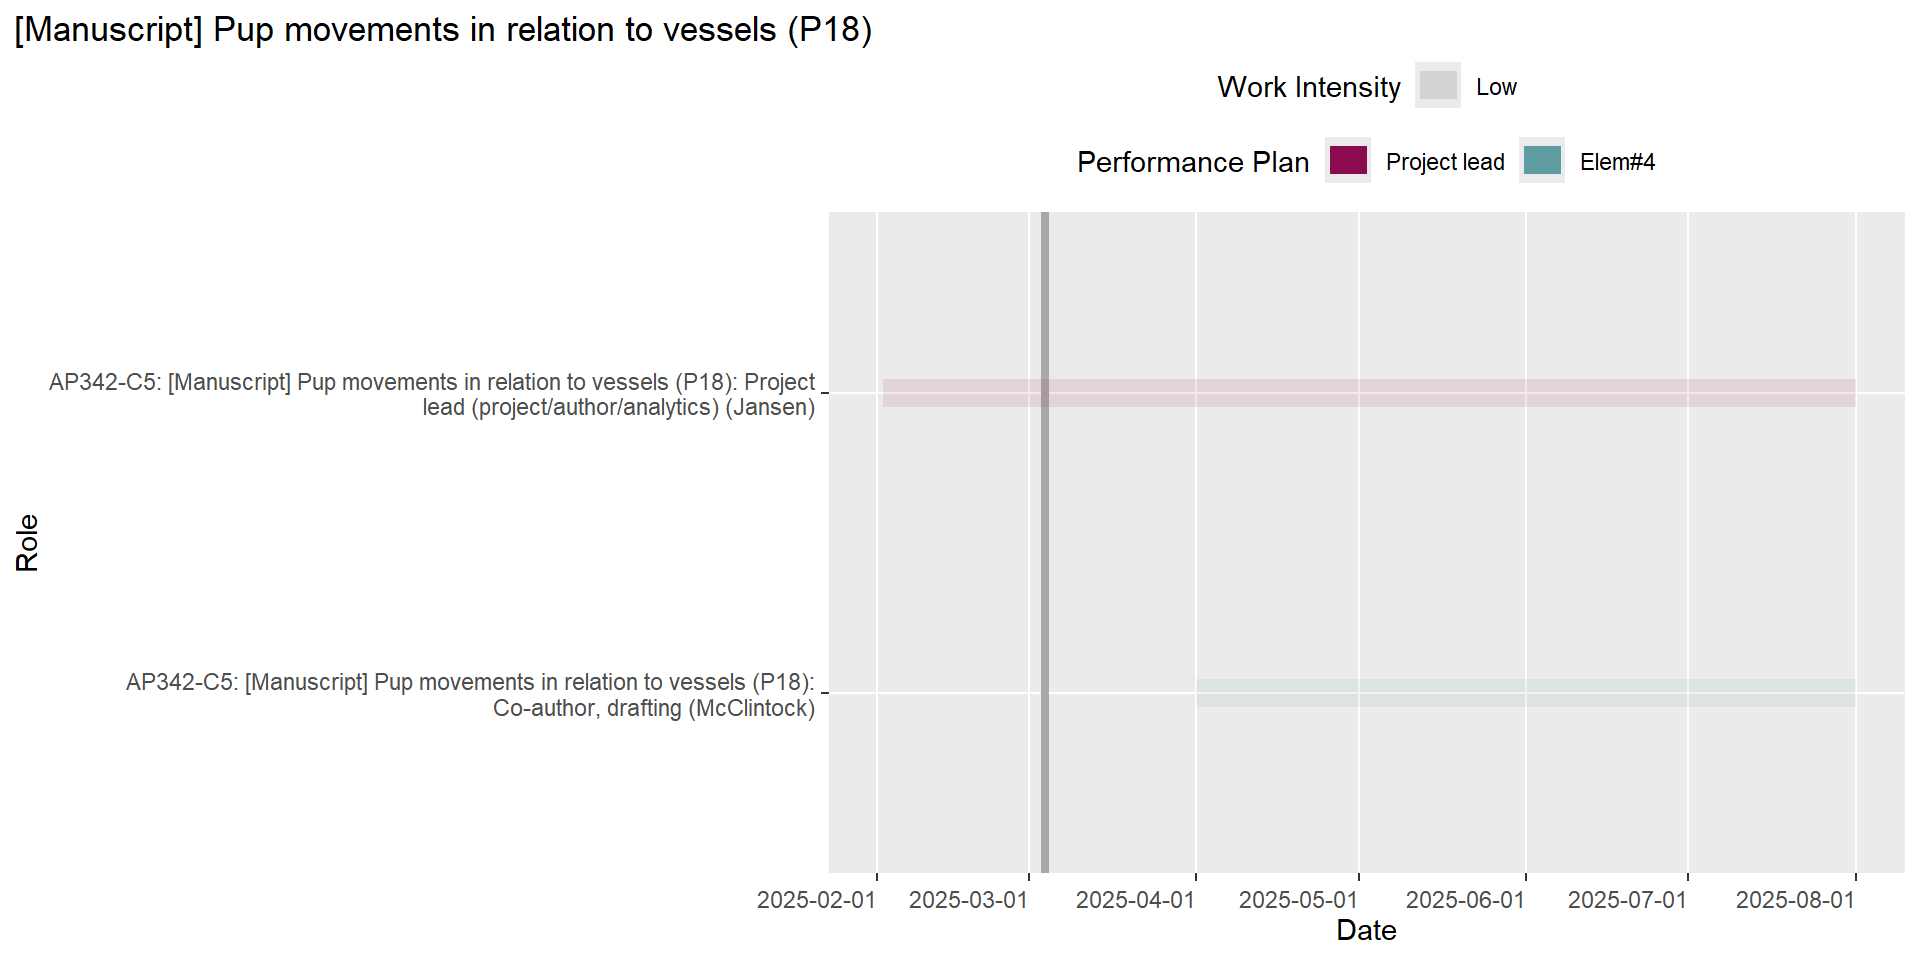 [Manuscript] Pup movements in relation to vessels (P18)
Work Intensity Low
Performance Plan Project lead Elem#4
AP342-C5: [Manuscript] Pup movements in relation to vessels (P18): Project
lead (project/author/analytics) (Jansen)
Role
AP342-C5: [Manuscript] Pup movements in relation to vessels (P18):
Co-author, drafting (McClintock)
2025-02-01 2025-03-01 2025-04-01 2025-05-01 2025-06-01 2025-07-01 2025-08-01
Date